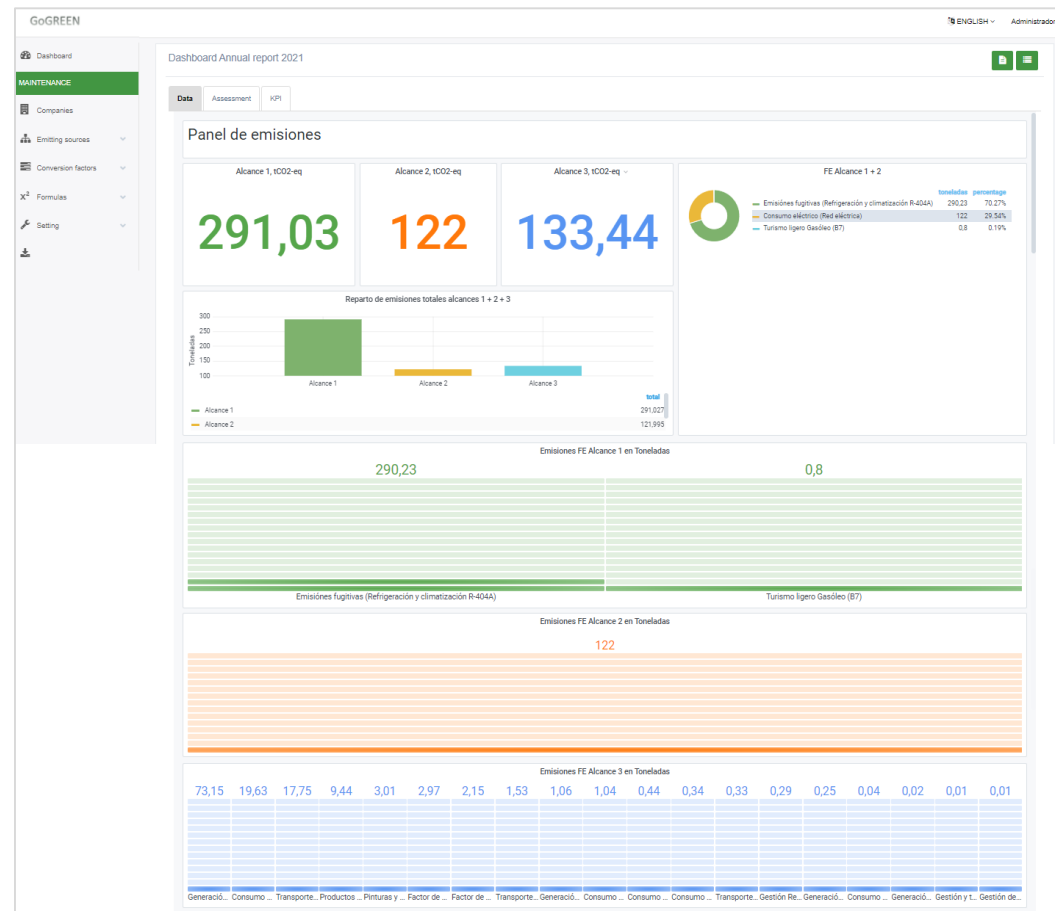 GoGREEN
ENGLISH
Administrador
Dashboard
MAINTENANCE
Companies
Emitting sources
Conversion factors
X² Formulas
Setting
Dashboard Annual report 2021
Data Assessment KPI
Panel de emisiones
Alcance 1, tCO2-eq
291,03
Alcance 2, tCO2-eq
122
Alcance 3, tCO2-eq
133,44
FE Alcance 1 + 2
toneladas percentage
Emisiónes fugitivas (Refrigeración y climatización R-404A) 290,23 70.27%
Consumo eléctrico (Red eléctrica) 122 29.54%
Turismo ligero Gasóleo (B7) 0,8 0.19%
Reparto de emisiones totales alcances 1 + 2 + 3
Toneladas
300
250
200
150
100
Alcance 1 Alcance 2 Alcance 3
total
Alcance 1 291,027
Alcance 2 121,995
Emisiones FE Alcance 1 en Toneladas
290,23 0,8
Emisiónes fugitivas (Refrigeración y climatización R-404A) Turismo ligero Gasóleo (B7)
Emisiones FE Alcance 2 en Toneladas
122
Emisiones FE Alcance 3 en Toneladas
73,15 19,63 17,75 9,44 3,01 2,97 2,15 1,53 1,06 1,04 0,44 0,34 0,33 0,29 0,25 0,04 0,02 0,01 0,01
Generació... Consumo ... Transporte... Productos ... Pinturas y ... Factor de ... Factor de ... Transporte... Generació... Consumo ... Consumo ... Consumo ... Transporte... Gestión Re... Generació... Consumo ... Generació... Gestión y t... Gestión de...